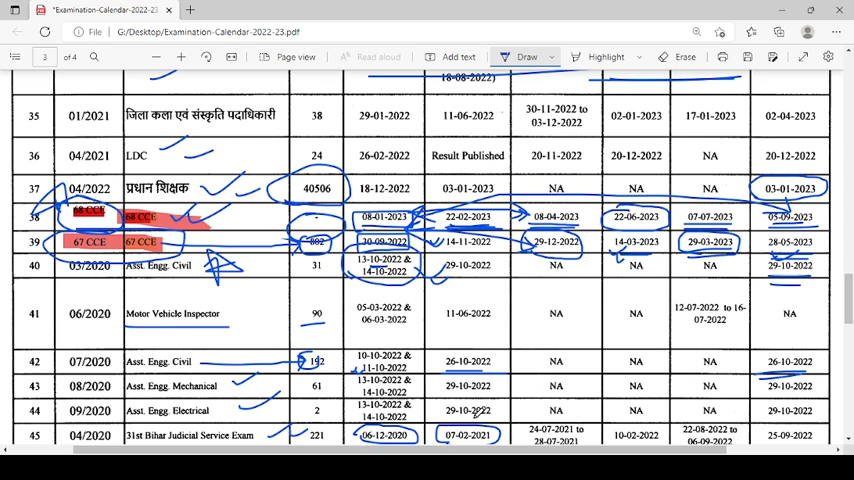 *Examination-Calendar-2022-23.p
File G:/Desktop/Examination-Calendar-2022-23.pdf
3 of 4 Page view Read aloud Add text Draw Highlight Erase
18-08-2022)
35 01/2021 जिला कला एवं संस्कृति पदाधिकारी 38 29-01-2022 11-06-2022 30-11-2022 to 03-12-2022 02-01-2023 17-01-2023 02-04-2023
36 04/2021 LDC 24 26-02-2022 Result Published 20-11-2022 20-12-2022 NA 20-12-2022
37 04/2022 प्रधान शिक्षक 40506 18-12-2022 03-01-2023 NA NA NA 03-01-2023
38 68 CCE 68 CCE - 08-01-2023 22-02-2023 08-04-2023 22-06-2023 07-07-2023 05-09-2023
39 67 CCE 67 CCE 802 30-09-2022 14-11-2022 29-12-2022 14-03-2023 29-03-2023 28-05-2023
40 03/2020 Asst. Engg. Civil 31 13-10-2022 & 14-10-2022 29-10-2022 NA NA NA 29-10-2022
41 06/2020 Motor Vehicle Inspector 90 05-03-2022 & 06-03-2022 11-06-2022 NA NA 12-07-2022 to 16-07-2022 NA
42 07/2020 Asst. Engg. Civil 192 10-10-2022 & 11-10-2022 26-10-2022 NA NA NA 26-10-2022
43 08/2020 Asst. Engg. Mechanical 61 13-10-2022 & 14-10-2022 29-10-2022 NA NA NA 29-10-2022
44 09/2020 Asst. Engg. Electrical 2 13-10-2022 & 14-10-2022 29-10-2022 NA NA NA 29-10-2022
45 04/2020 31st Bihar Judicial Service Exam 221 06-12-2020 07-02-2021 24-07-2021 to 28-07-2021 10-02-2022 22-08-2022 to 06-09-2022 25-09-2022